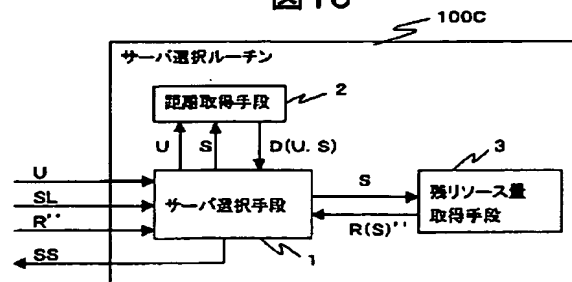 図10
100C
サーバ選択ルーチン
距離取得手段
2
U
S
D(U. S)
3
U
SL
R''
SS
サーバ選択手段
1
S
R(S)''
残リソース量
取得手段